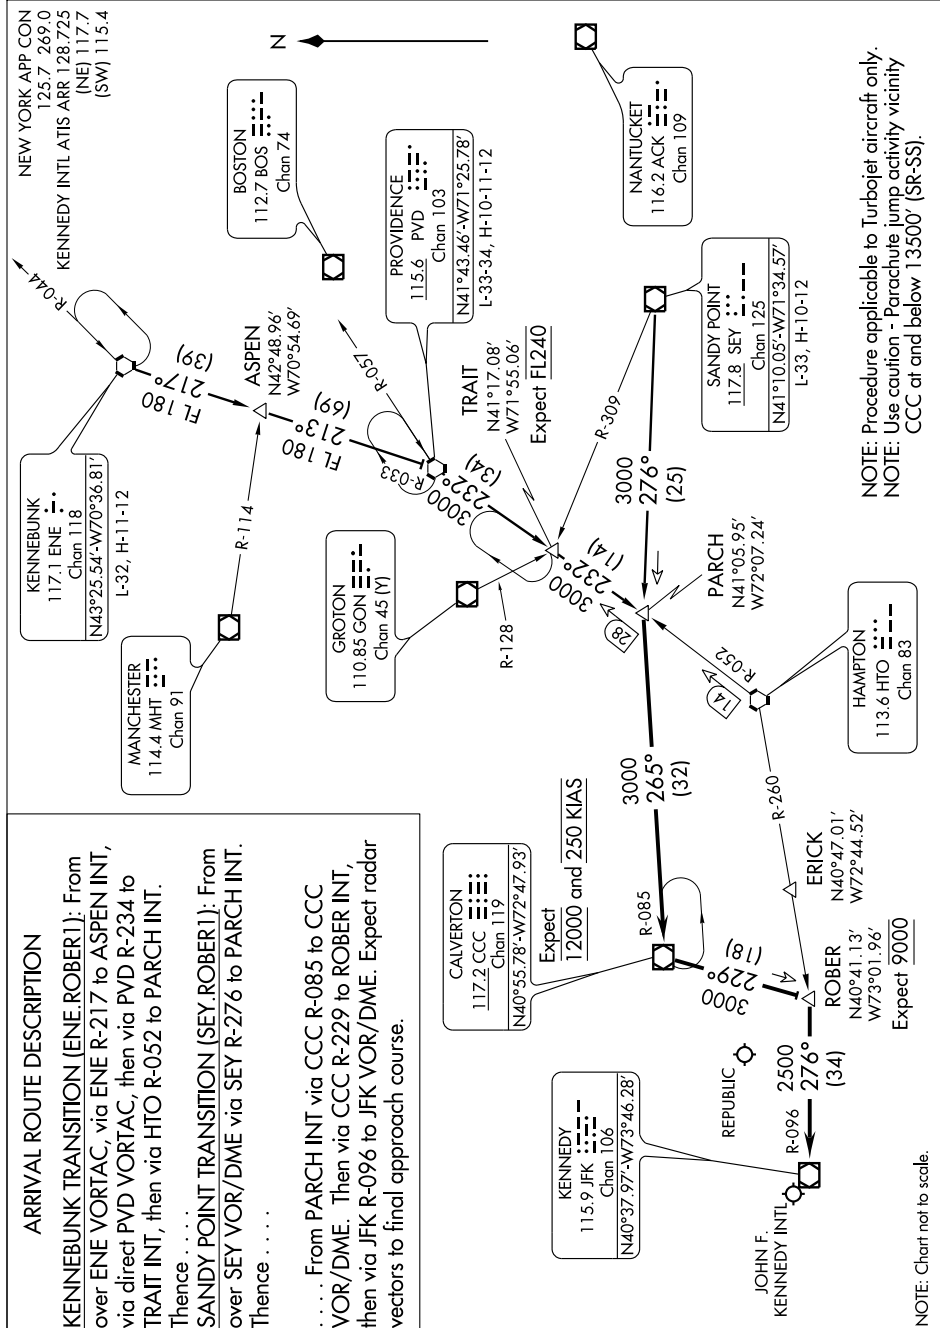 NEW YORK APP CON
125.7 269.0
KENNEDY INTL ATIS ARR 128.725
(NE) 117.7
(SW) 115.4
ARRIVAL ROUTE DESCRIPTION
KENNEBUNK TRANSITION (ENE.ROBER1): From
over ENE VORTAC, via ENE R-217 to ASPEN INT,
via direct PVD VORTAC, then via PVD R-234 to
TRAIT INT, then via HTO R-052 to PARCH INT.
Thence . . . .
SANDY POINT TRANSITION (SEY.ROBER1): From
over SEY VOR/DME via SEY R-276 to PARCH INT.
Thence . . . .
. . . . From PARCH INT via CCC R-085 to CCC
VOR/DME. Then via CCC R-229 to ROBER INT,
then via JFK R-096 to JFK VOR/DME. Expect radar
vectors to final approach course.
KENNEBUNK
117.1 ENE
Chan 118
N43°25.54'-W70°36.81'
L-32, H-11-12
R-044
FL 180
217°
(39)
MANCHESTER
114.4 MHT
Chan 91
R-114
ASPEN
N42°48.96'
W70°54.69'
FL 180
213°
(69)
BOSTON
112.7 BOS
Chan 74
N
R-057
R-033
PROVIDENCE
115.6 PVD
Chan 103
N41°43.46'-W71°25.78'
L-33-34, H-10-11-12
3000
232°
(34)
GROTON
110.85 GON
Chan 45 (Y)
R-128
TRAIT
N41°17.08'
W71°55.06'
Expect FL240
3000
232°
(14)
NANTUCKET
116.2 ACK
Chan 109
R-309
SANDY POINT
117.8 SEY
Chan 125
N41°10.05'-W71°34.57'
L-33, H-10-12
3000
276°
(25)
28
PARCH
N41°05.95'
W72°07.24'
R-052
14
HAMPTON
113.6 HTO
Chan 83
R-260
3000
265°
(32)
CALVERTON
117.2 CCC
Chan 119
N40°55.78'-W72°47.93'
Expect
12000 and 250 KIAS
R-085
3000
229°
(18)
ERICK
N40°47.01'
W72°44.52'
ROBER
N40°41.13'
W73°01.96'
Expect 9000
REPUBLIC
2500
276°
(34)
R-096
KENNEDY
115.9 JFK
Chan 106
N40°37.97'-W73°46.28'
JOHN F.
KENNEDY INTL
NOTE: Procedure applicable to Turbojet aircraft only.
NOTE: Use caution - Parachute jump activity vicinity
CCC at and below 13500' (SR-SS).
NOTE: Chart not to scale.